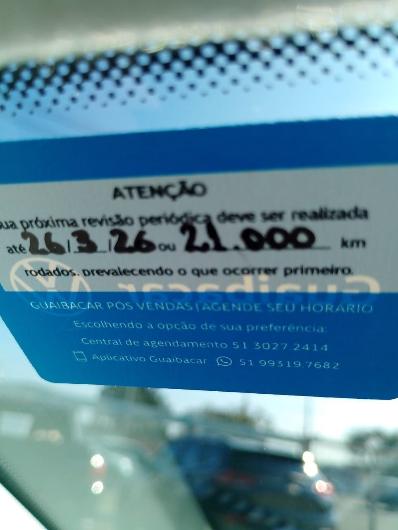 ATENÇÃO
sua próxima revisão periódica deve ser realizada
até 26/3/26 ou 21.000 km
rodados, prevalecendo o que ocorrer primeiro.
Guaibacar
GUAIBACAR PÓS VENDAS | AGENDE SEU HORÁRIO
Escolhendo a opção de sua preferência:
Central de agendamento 51 3027.2414
Aplicativo Guaibacar 51 99319.7682